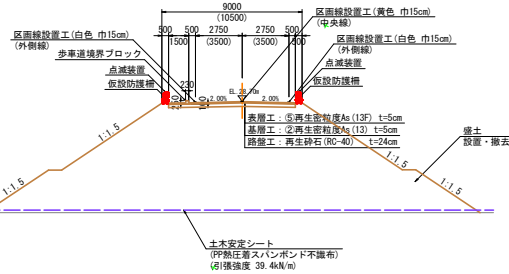 9000
(10500)
500 500 2750 2750 500 500
1500 (3500) (3500)
区画線設置工(黄色 巾15cm)
(中央線)
区画線設置工(白色 巾15cm)
(外側線)
歩車道境界ブロック
点滅装置
仮設防護柵
区画線設置工(白色 巾15cm)
(外側線)
点滅装置
仮設防護柵
230
2.00%
2.00%
表層工：⑤再生密粒度As(13F) t=5cm
基層工：②再生密粒度As(13) t=5cm
路盤工：再生砕石(RC-40) t=24cm
1:1.5
1:1.5
1:1.5
1:1.5
盛土
設置・撤去
土木安定シート
(PP熱圧着スパンボンド不織布)
(引張強度 39.4kN/m)